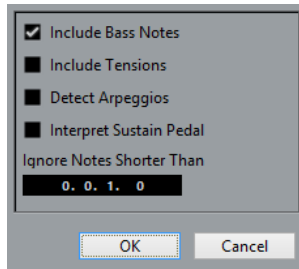 Include Bass Notes
Include Tensions
Detect Arpeggios
Interpret Sustain Pedal
Ignore Notes Shorter Than
0. 0. 1. 0
OK Cancel